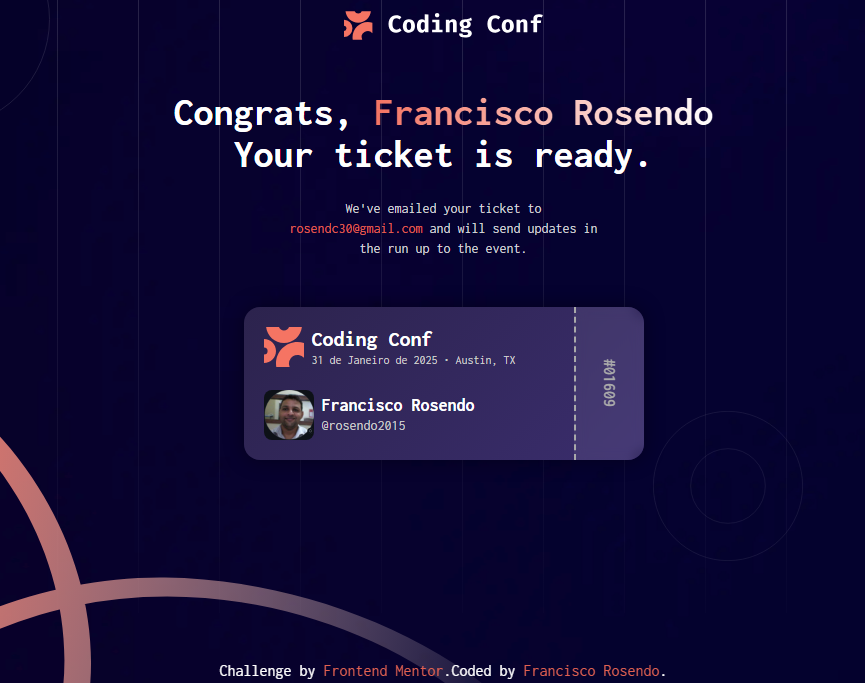 Coding Conf
Congrats, Francisco Rosendo
Your ticket is ready.
We've emailed your ticket to
rosendc30@gmail.com and will send updates in
the run up to the event.
Coding Conf
31 de Janeiro de 2025 · Austin, TX
#01609
Francisco Rosendo
@rosendo2015
Challenge by Frontend Mentor.Coded by Francisco Rosendo.